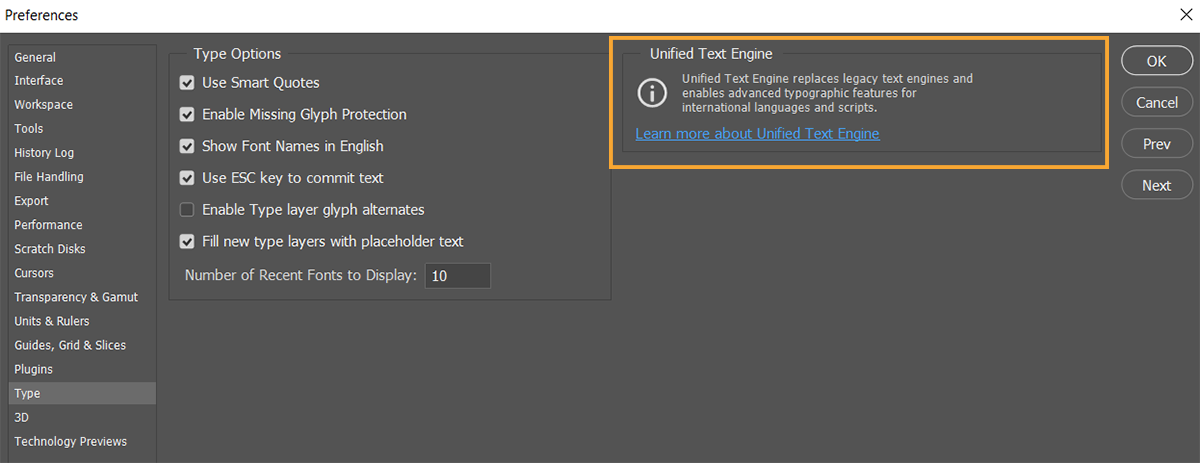 Preferences
General
Interface
Workspace
Tools
History Log
File Handling
Export
Performance
Scratch Disks
Cursors
Transparency & Gamut
Units & Rulers
Guides, Grid & Slices
Plugins
Type
3D
Technology Previews
Type Options
Use Smart Quotes
Enable Missing Glyph Protection
Show Font Names in English
Use ESC key to commit text
Enable Type layer glyph alternates
Fill new type layers with placeholder text
Number of Recent Fonts to Display: 10
Unified Text Engine
Unified Text Engine replaces legacy text engines and
enables advanced typographic features for
international languages and scripts.
Learn more about Unified Text Engine
OK
Cancel
Prev
Next